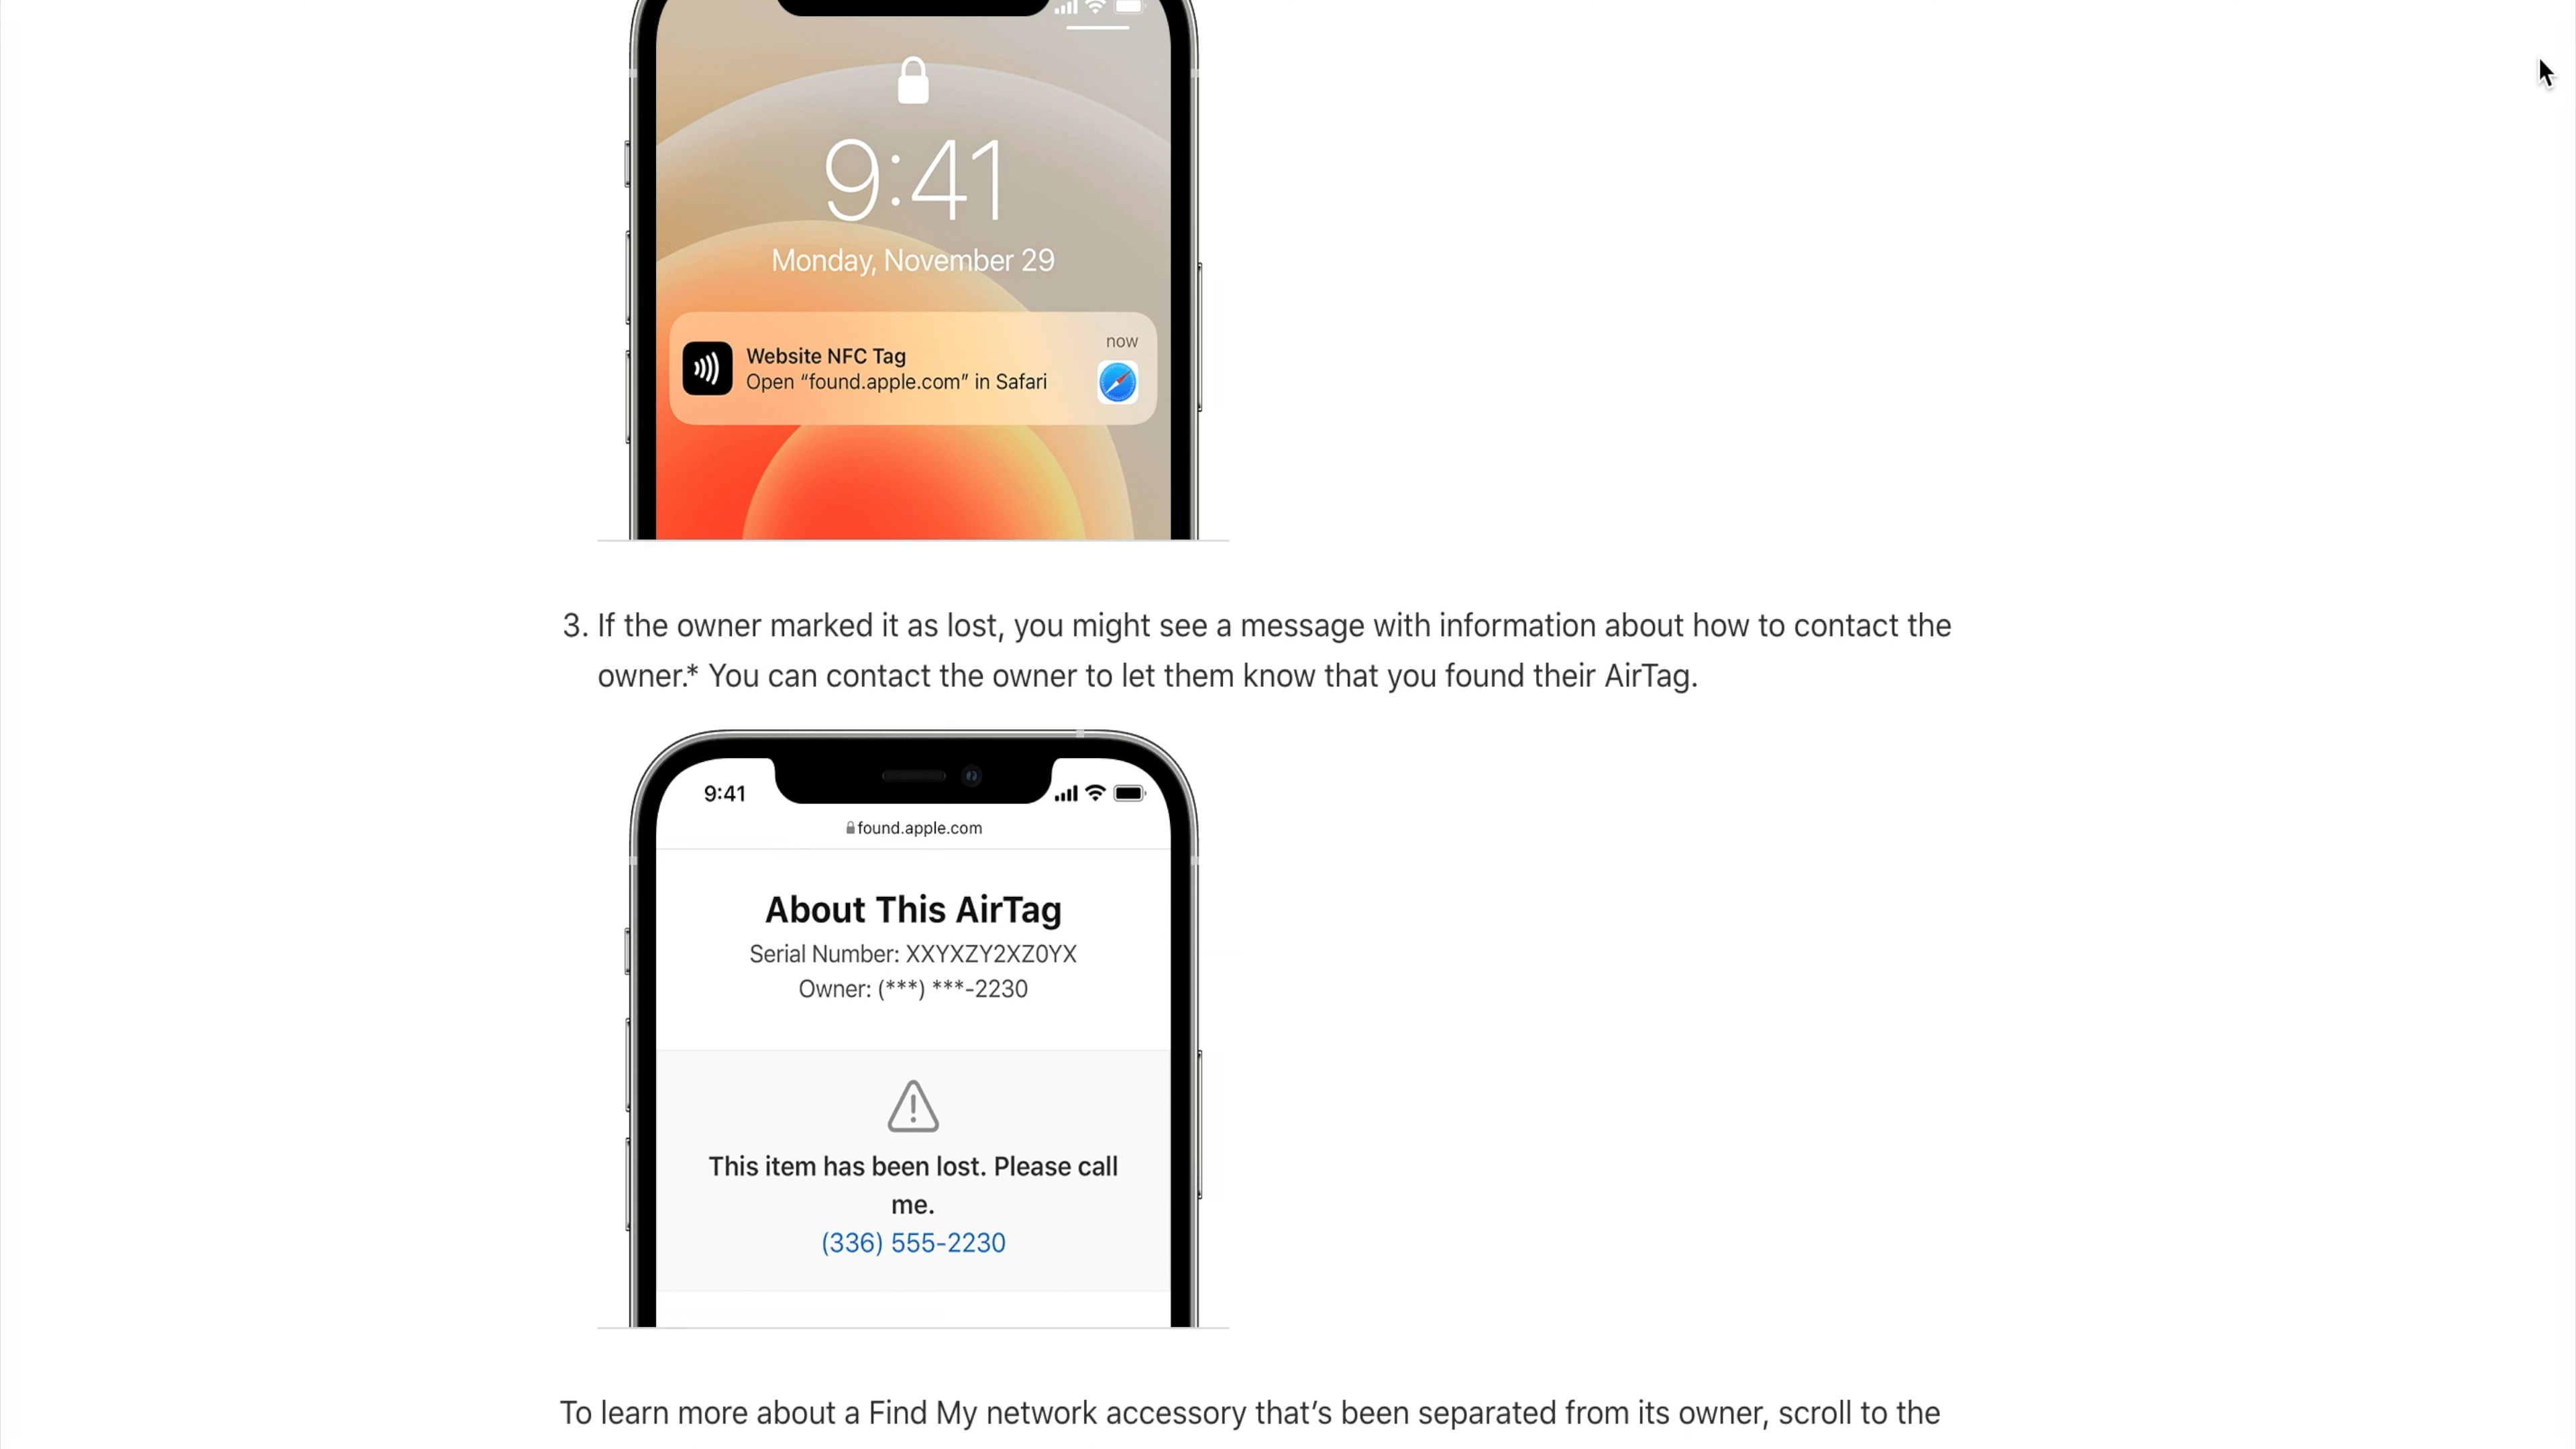 9:41
Monday, November 29
now
Website NFC Tag
Open “found.apple.com” in Safari
3. If the owner marked it as lost, you might see a message with information about how to contact the
owner.* You can contact the owner to let them know that you found their AirTag.
9:41
found.apple.com
About This AirTag
Serial Number: XXYXZY2XZ0YX
Owner: (***) ***-2230
This item has been lost. Please call
me.
(336) 555-2230
To learn more about a Find My network accessory that’s been separated from its owner, scroll to the